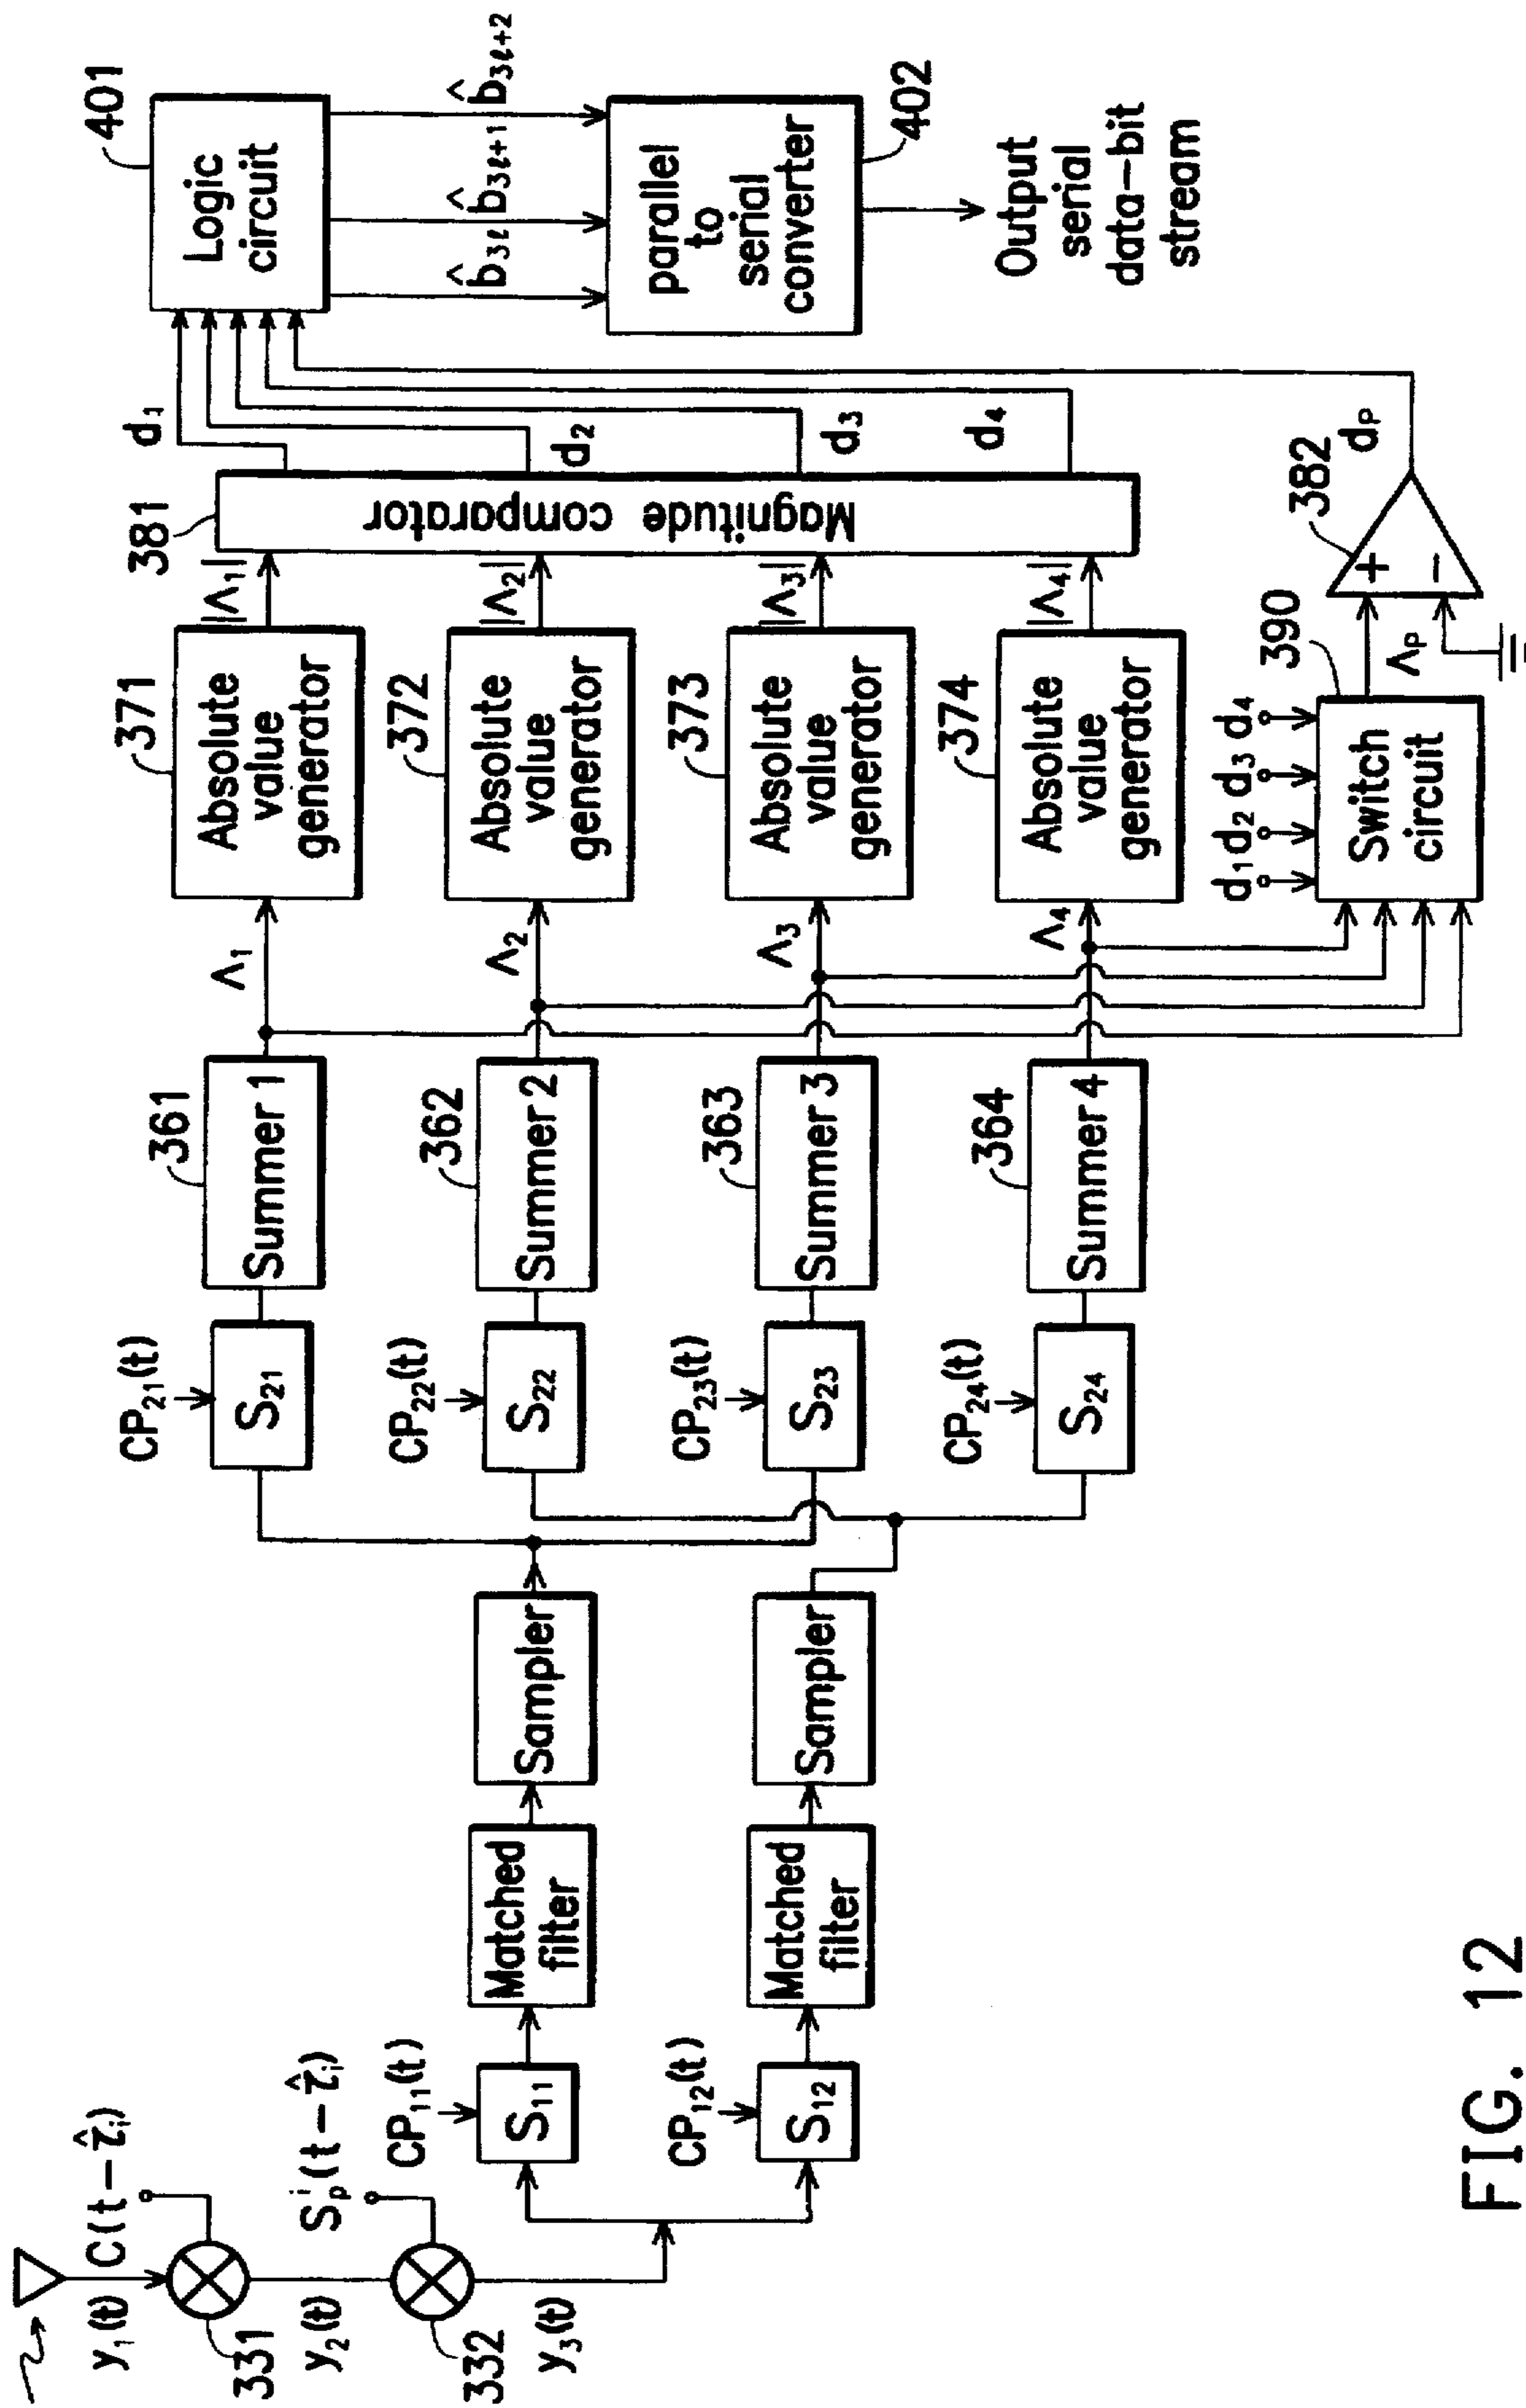 y₁(t)
C(t-τ̂ᵢ)
331
y₂(t)
Sₚⁱ(t-τ̂ᵢ)
332
y₃(t)
CP₁₁(t)
S₁₁
CP₁₂(t)
S₁₂
Matched
filter
Matched
filter
Sampler
Sampler
CP₂₁(t)
S₂₁
CP₂₂(t)
S₂₂
CP₂₃(t)
S₂₃
CP₂₄(t)
S₂₄
361
Summer 1
362
Summer 2
363
Summer 3
364
Summer 4
Λ₁
Λ₂
Λ₃
Λ₄
371
Absolute
value
generator
372
Absolute
value
generator
373
Absolute
value
generator
374
Absolute
value
generator
|Λ₁|
|Λ₂|
|Λ₃|
|Λ₄|
381
Magnitude comparator
d₁
d₂
d₃
d₄
d₁ d₂ d₃ d₄
390
Switch
circuit
Λₚ
382
+
-
dₚ
401
Logic
circuit
b̂₃ℓ
b̂₃ℓ₊₁
b̂₃ℓ₊₂
parallel
to
serial
converter
402
Output
serial
data-bit
stream
FIG. 12